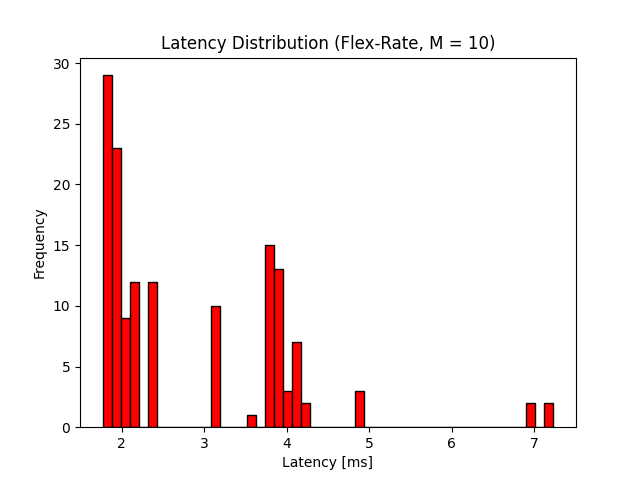 Latency Distribution (Flex-Rate, M = 10)
30
25
20
15
10
5
0
Frequency
2 3 4 5 6 7
Latency [ms]